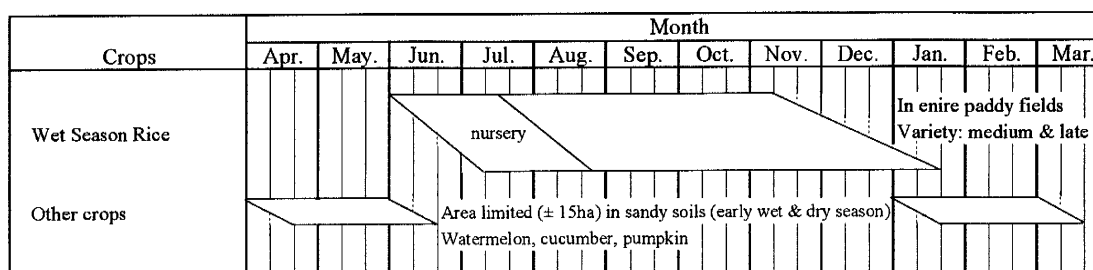 Crops
Month
Apr. May. Jun. Jul. Aug. Sep. Oct. Nov. Dec. Jan. Feb. Mar.
Wet Season Rice
nursery
In enire paddy fields
Variety: medium & late
Other crops
Area limited (± 15ha) in sandy soils (early wet & dry season)
Watermelon, cucumber, pumpkin